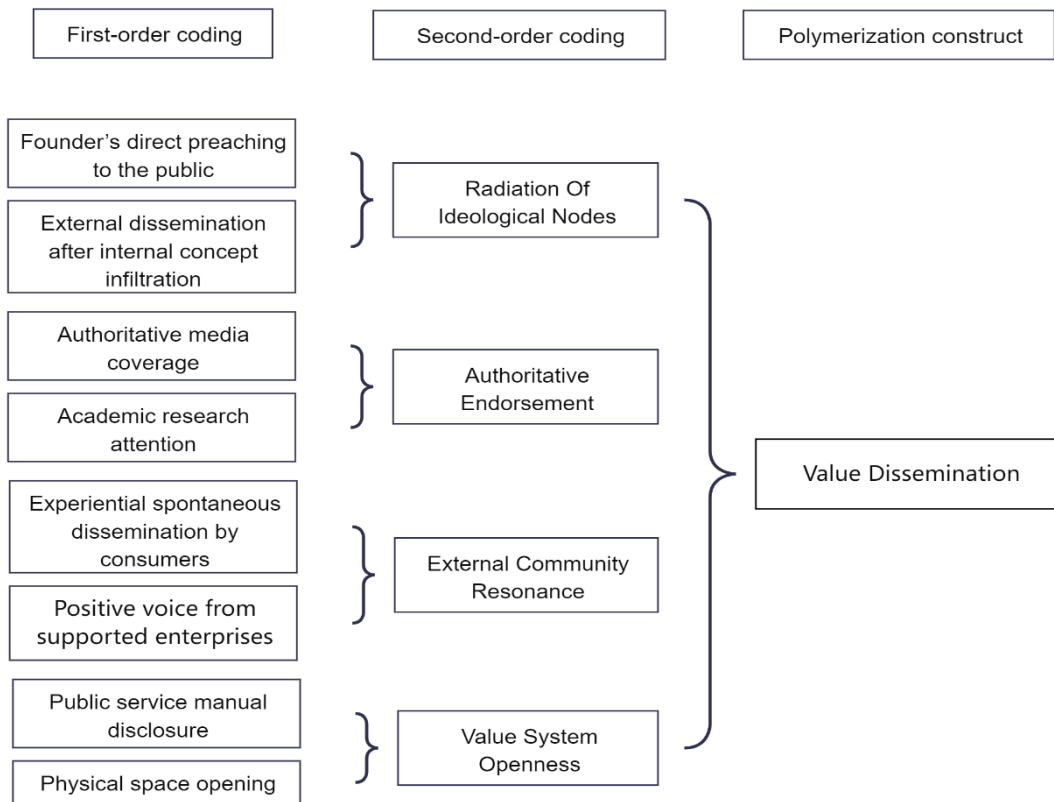 First-order coding
Second-order coding
Polymerization construct
Founder’s direct preaching
to the public
External dissemination
after internal concept
infiltration
Radiation Of
Ideological Nodes
Authoritative media
coverage
Academic research
attention
Authoritative
Endorsement
Experiential spontaneous
dissemination by
consumers
Positive voice from
supported enterprises
External Community
Resonance
Public service manual
disclosure
Physical space opening
Value System
Openness
Value Dissemination